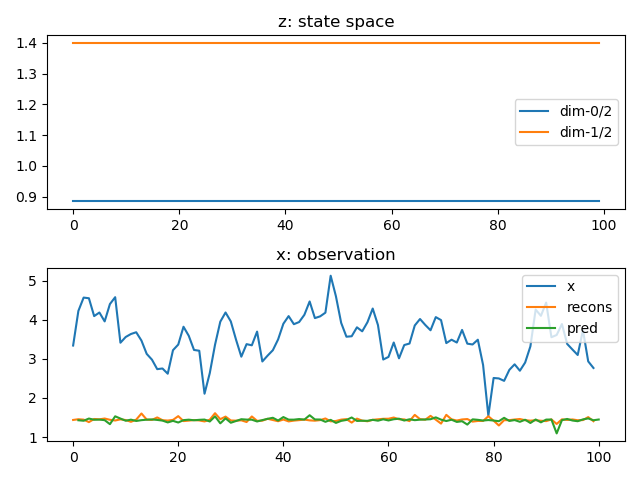 z: state space
1.4
1.3
1.2
1.1
1.0
0.9
dim-0/2
dim-1/2
0 20 40 60 80 100
x: observation
5
4
3
2
1
x
recons
pred
0 20 40 60 80 100